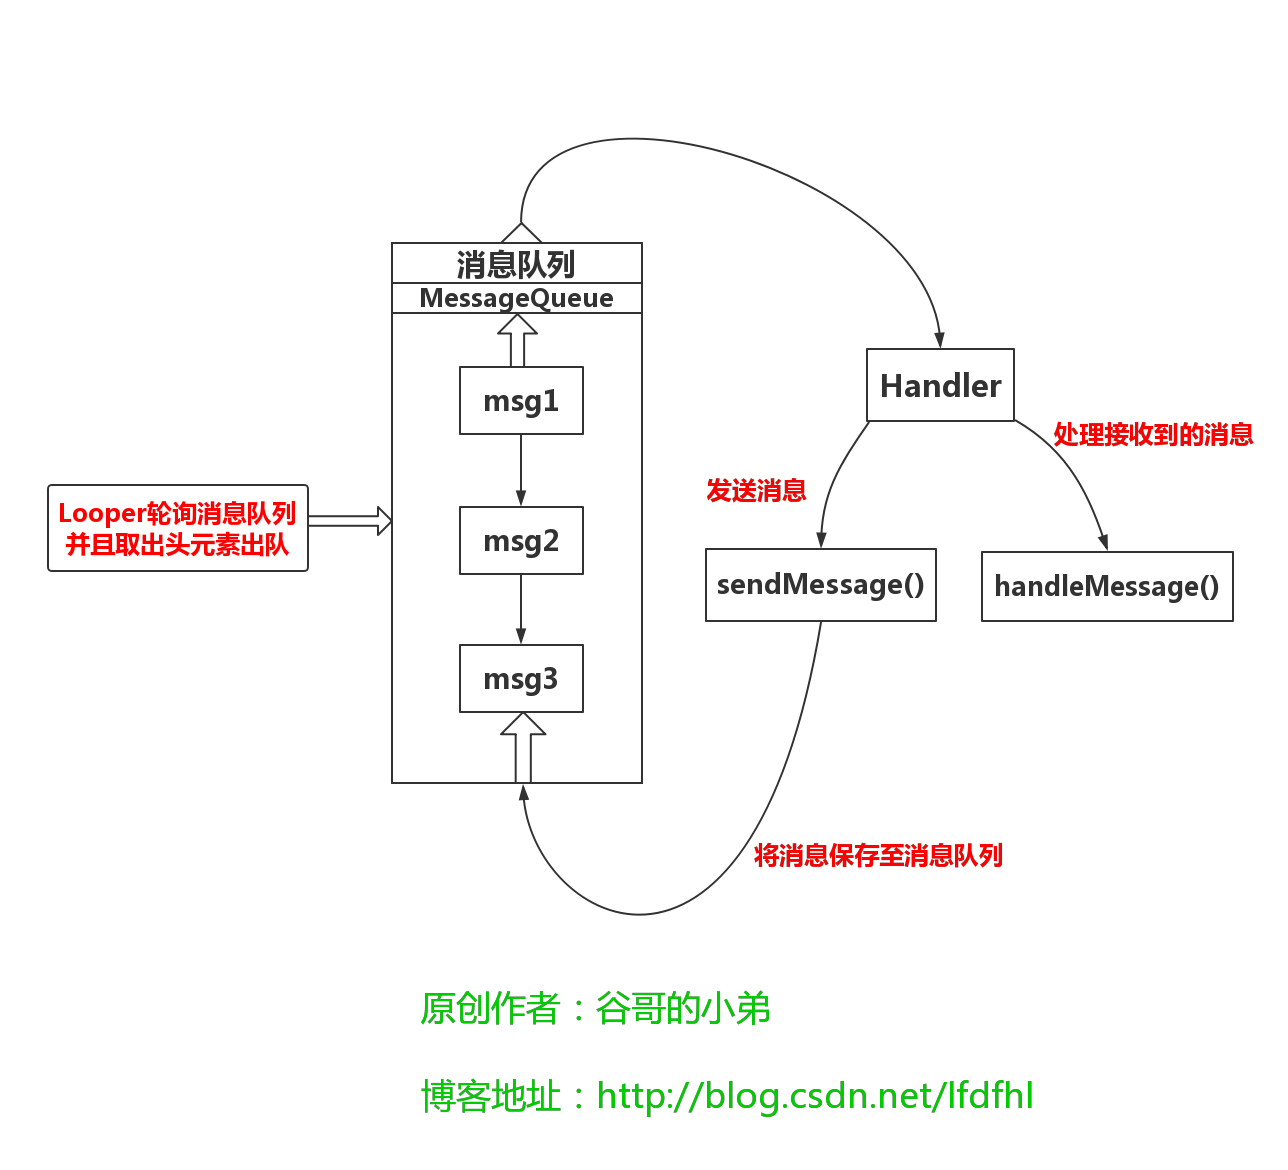 消息队列
MessageQueue
msg1
msg2
msg3
Looper轮询消息队列
并且取出头元素出队
Handler
发送消息
处理接收到的消息
sendMessage()
handleMessage()
将消息保存至消息队列
原创作者：谷哥的小弟
博客地址：http://blog.csdn.net/lfdfhl